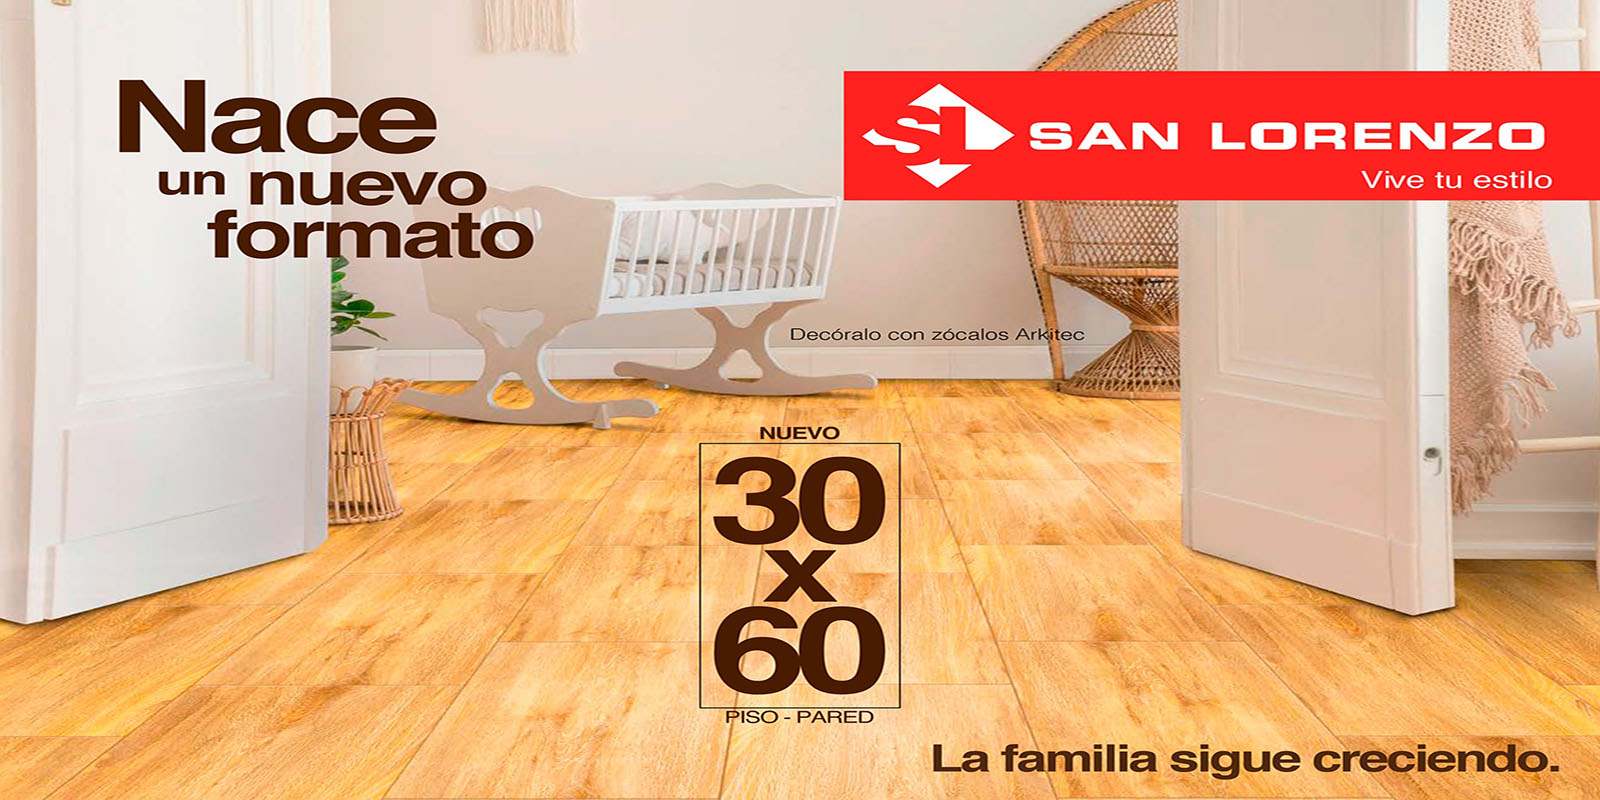 Nace
un nuevo
formato
SL SAN LORENZO
Vive tu estilo
Decóralo con zócalos Arkitec
NUEVO
30
x
60
PISO - PARED
La familia sigue creciendo.